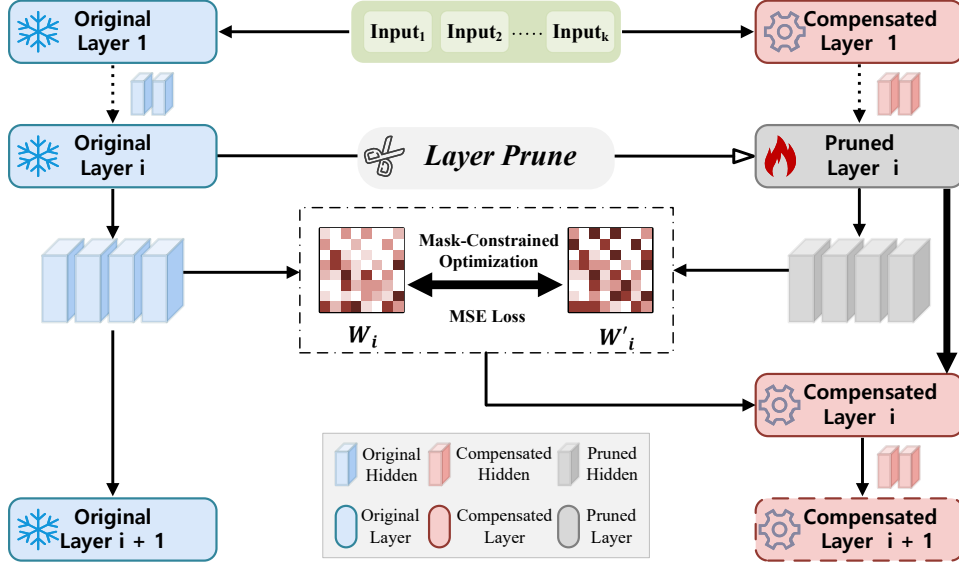 Original
Layer 1
Input₁ Input₂ ····· Inputₖ
Compensated
Layer 1
Original
Layer i
Layer Prune
Pruned
Layer i
Mask-Constrained
Optimization
MSE Loss
W_i
W'_i
Compensated
Layer i
Original
Hidden
Compensated
Hidden
Pruned
Hidden
Original
Layer
Compensated
Layer
Pruned
Layer
Original
Layer i + 1
Compensated
Layer i + 1